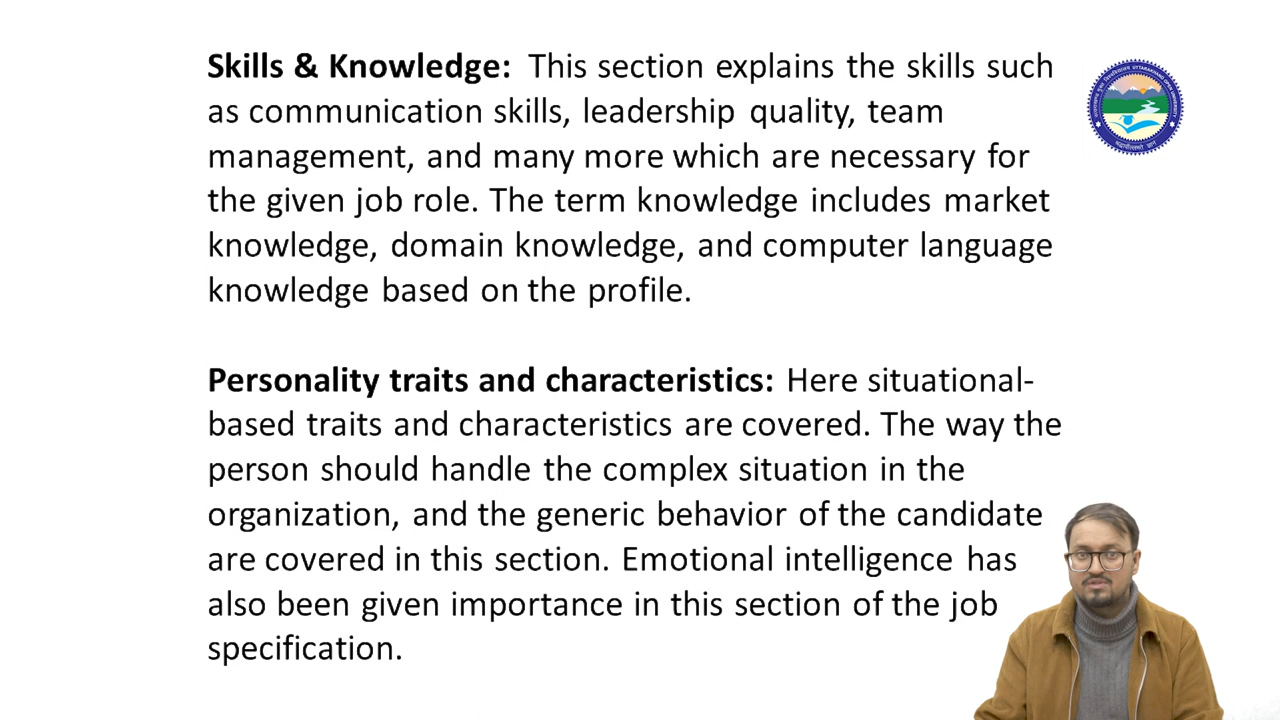 Skills & Knowledge: This section explains the skills such
as communication skills, leadership quality, team
management, and many more which are necessary for
the given job role. The term knowledge includes market
knowledge, domain knowledge, and computer language
knowledge based on the profile.
Personality traits and characteristics: Here situational-
based traits and characteristics are covered. The way the
person should handle the complex situation in the
organization, and the generic behavior of the candidate
are covered in this section. Emotional intelligence has
also been given importance in this section of the job
specification.